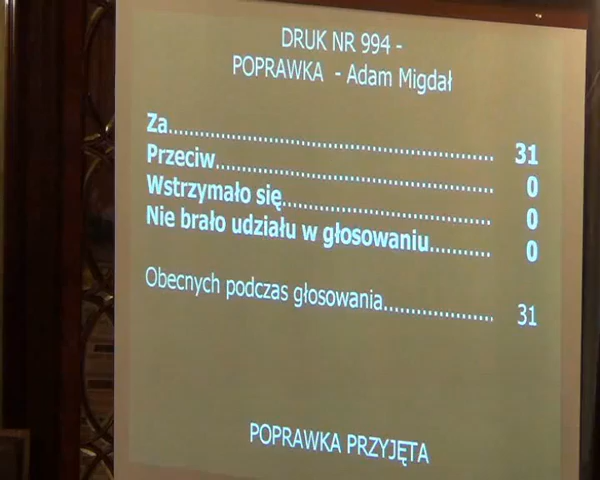 DRUK NR 994 -
POPRAWKA - Adam Migdał
Za.................................................................. 31
Przeciw......................................................... 0
Wstrzymało się........................................... 0
Nie brało udziału w głosowaniu........... 0
Obecnych podczas głosowania..................... 31
POPRAWKA PRZYJĘTA